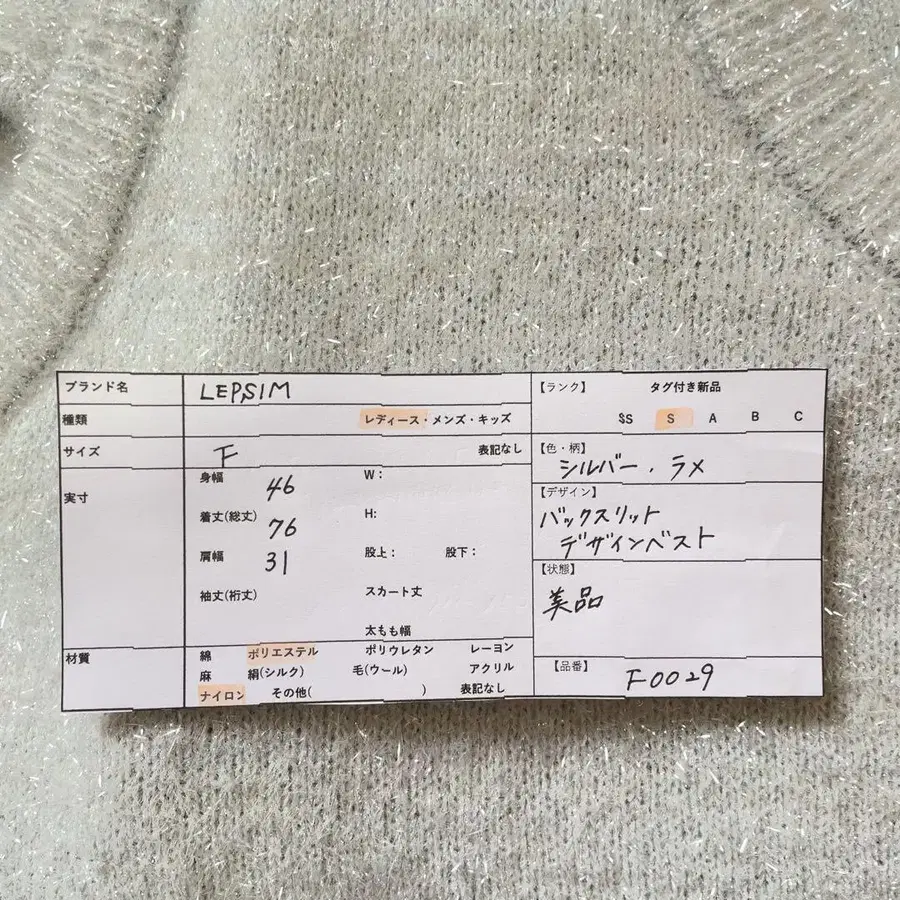 ブランド名 LEPSIM
種類 レディース・メンズ・キッズ
サイズ F 表記なし
実寸
身幅 46 W:
着丈(総丈) 76 H:
肩幅 31 股上: 股下:
袖丈(裄丈) スカート丈
太もも幅
材質
綿 ポリエステル ポリウレタン レーヨン
麻 絹(シルク) 毛(ウール) アクリル
ナイロン その他( ) 表記なし
【ランク】 タグ付き新品
SS S A B C
【色・柄】
シルバー、ラメ
【デザイン】
バックスリット
デザインベスト
【状態】
美品
【品番】 F0029